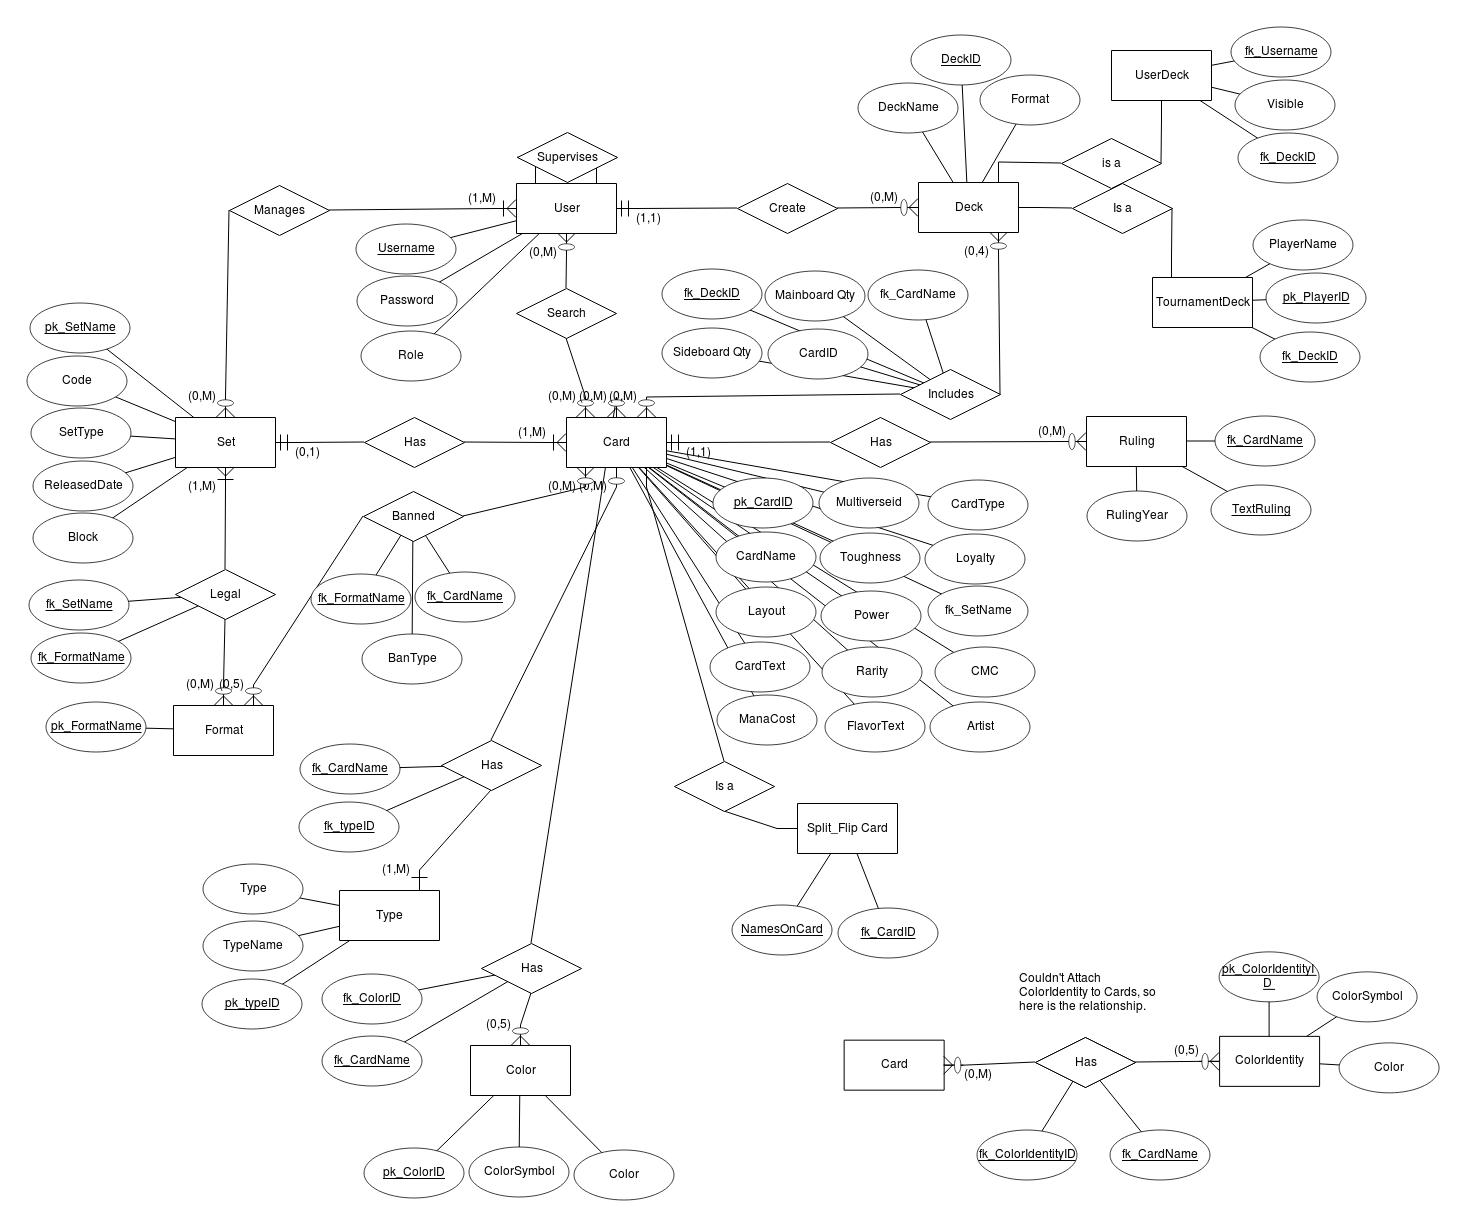 DeckID
fk_Username
UserDeck
DeckName
Format
Visible
Supervises
is a
fk_DeckID
Manages
(1,M)
User
(1,1)
Create
(0,M)
Deck
Is a
Username
(0,M)
(0,4)
PlayerName
Password
Search
fk_DeckID
Mainboard Qty
fk_CardName
TournamentDeck
pk_PlayerID
pk_SetName
Role
Sideboard Qty
CardID
fk_DeckID
Code
(0,M)
(0,M)
(0,M)
(0,M)
Includes
SetType
Set
(0,1)
Has
(1,M)
Card
(1,1)
Has
(0,M)
Ruling
fk_CardName
ReleasedDate
(1,M)
(0,M)
(0,M)
Block
Banned
pk_CardID
Multiverseid
CardType
RulingYear
TextRuling
CardName
Toughness
Loyalty
fk_SetName
Legal
fk_FormatName
fk_CardName
Layout
Power
fk_SetName
fk_FormatName
BanType
CardText
Rarity
CMC
(0,M)
(0,5)
pk_FormatName
Format
ManaCost
FlavorText
Artist
fk_CardName
Has
Is a
fk_typeID
Split_Flip Card
(1,M)
Type
Type
TypeName
NamesOnCard
fk_CardID
pk_typeID
Has
fk_ColorID
(0,5)
fk_CardName
Color
pk_ColorID
ColorSymbol
Color
Couldn't Attach
ColorIdentity to Cards, so
here is the relationship.
pk_ColorIdentityI
D
ColorSymbol
Card
(0,M)
Has
(0,5)
ColorIdentity
Color
fk_ColorIdentityID
fk_CardName